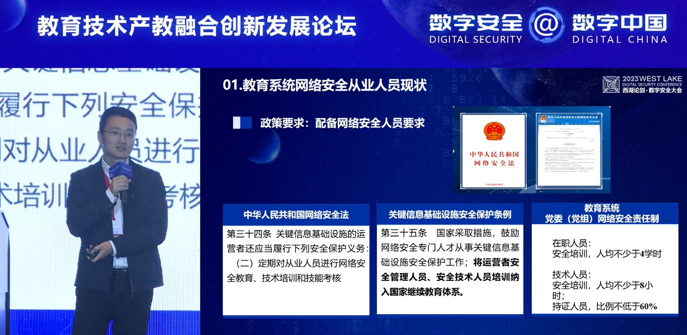 教育技术产教融合创新发展论坛
数字安全@数字中国
DIGITAL SECURITY DIGITAL CHINA
履行下列安全保
期对从业人员进行
术培训 考核
01.教育系统网络安全从业人员现状
2023 WEST LAKE
DIGITAL SECURITY CONFERENCE
西湖论剑·数字安全大会
政策要求：配备网络安全人员要求
中华人民共和国
网络安全法
中华人民共和国网络安全法
第三十四条 关键信息基础设施的运
营者还应当履行下列安全保护义务：
（二）定期对从业人员进行网络安
全教育、技术培训和技能考核
关键信息基础设施安全保护条例
第三十五条 国家采取措施，鼓励
网络安全专门人才从事关键信息基
础设施安全保护工作；将运营者安
全管理人员、安全技术人员培训纳
入国家继续教育体系。
教育系统
党委（党组）网络安全责任制
在职人员：
安全培训，人均不少于4学时
技术人员：
安全培训，人均不少于8小
时；
持证人员，比例不低于60%